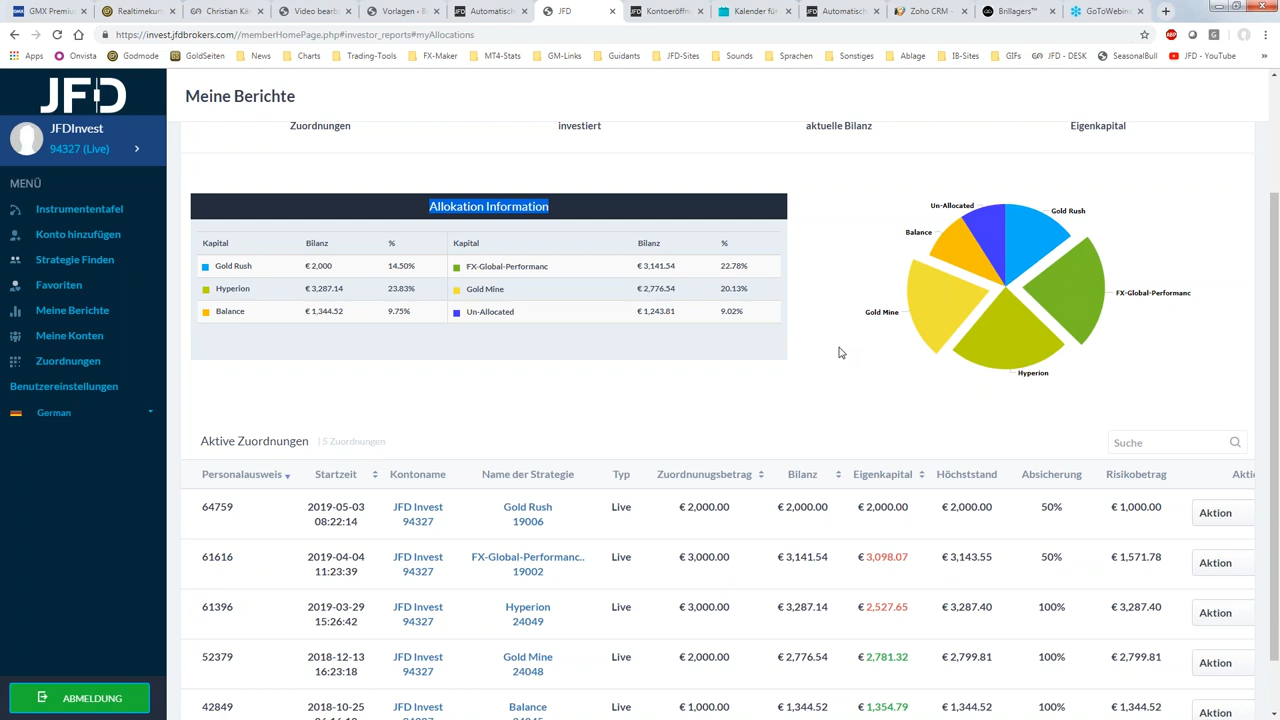 GMX Premiu
Realtimekum
Christian Kä
Video bearb
Vorlagen ‹ B
Automatisch
JFD
Kontoeröffn
Kalender fü
Automatisch
Zoho CRM -
Brillagers™
GoToWebine
https://invest.jfdbrokers.com//memberHomePage.php#investor_reports#myAllocations
Apps
Onvista
Godmode
GoldSeiten
News
Charts
Trading-Tools
FX-Maker
MT4-Stats
GM-Links
Guidants
JFD-Sites
Sounds
Sprachen
Sonstiges
Ablage
IB-Sites
GIFs
JFD - DESK
SeasonalBull
JFD - YouTube
»
JFD
JFDInvest
94327 (Live)
MENÜ
Instrumententafel
Konto hinzufügen
Strategie Finden
Favoriten
Meine Berichte
Meine Konten
Zuordnungen
Benutzereinstellungen
German
ABMELDUNG
Meine Berichte
Zuordnungen investiert aktuelle Bilanz Eigenkapital
Allokation Information
Kapital Bilanz % Kapital Bilanz %
Gold Rush € 2,000 14.50% FX-Global-Performanc € 3,141.54 22.78%
Hyperion € 3,287.14 23.83% Gold Mine € 2,776.54 20.13%
Balance € 1,344.52 9.75% Un-Allocated € 1,243.81 9.02%
Un-Allocated
Gold Rush
Balance
FX-Global-Performanc
Gold Mine
Hyperion
Aktive Zuordnungen | 5 Zuordnungen
Suche
Personalausweis Startzeit Kontoname Name der Strategie Typ Zuordnunugsbetrag Bilanz Eigenkapital Höchststand Absicherung Risikobetrag Aktio
64759 2019-05-03 JFD Invest Gold Rush Live € 2,000.00 € 2,000.00 € 2,000.00 € 2,000.00 50% € 1,000.00 Aktion
08:22:14 94327 19006
61616 2019-04-04 JFD Invest FX-Global-Performanc.. Live € 3,000.00 € 3,141.54 € 3,098.07 € 3,143.55 50% € 1,571.78 Aktion
11:23:39 94327 19002
61396 2019-03-29 JFD Invest Hyperion Live € 3,000.00 € 3,287.14 € 2,527.65 € 3,287.40 100% € 3,287.40 Aktion
15:26:42 94327 24049
52379 2018-12-13 JFD Invest Gold Mine Live € 2,000.00 € 2,776.54 € 2,781.32 € 2,799.81 100% € 2,799.81 Aktion
16:23:18 94327 24048
42849 2018-10-25 JFD Invest Balance Live € 1,000.00 € 1,344.52 € 1,354.79 € 1,344.52 100% € 1,344.52 Aktion